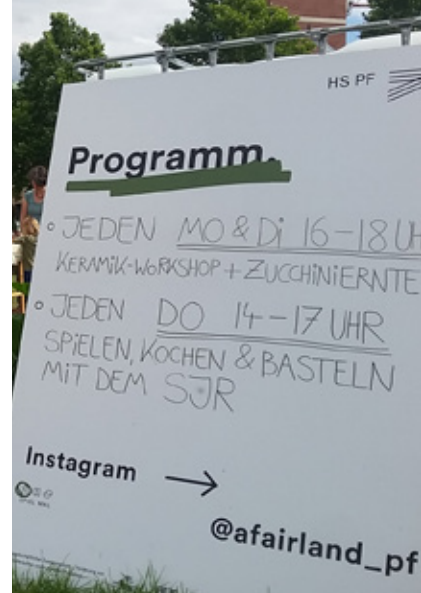 HS PF
Programm.
• JEDEN MO & Di 16-18 UH
KERAMiK-WORKSHOP + ZUCCHiNiERNTE
• JEDEN DO 14-17 UHR
SPiELEN, KOCHEN & BASTELN
MiT DEM SJR
Instagram →
@afairland_pf